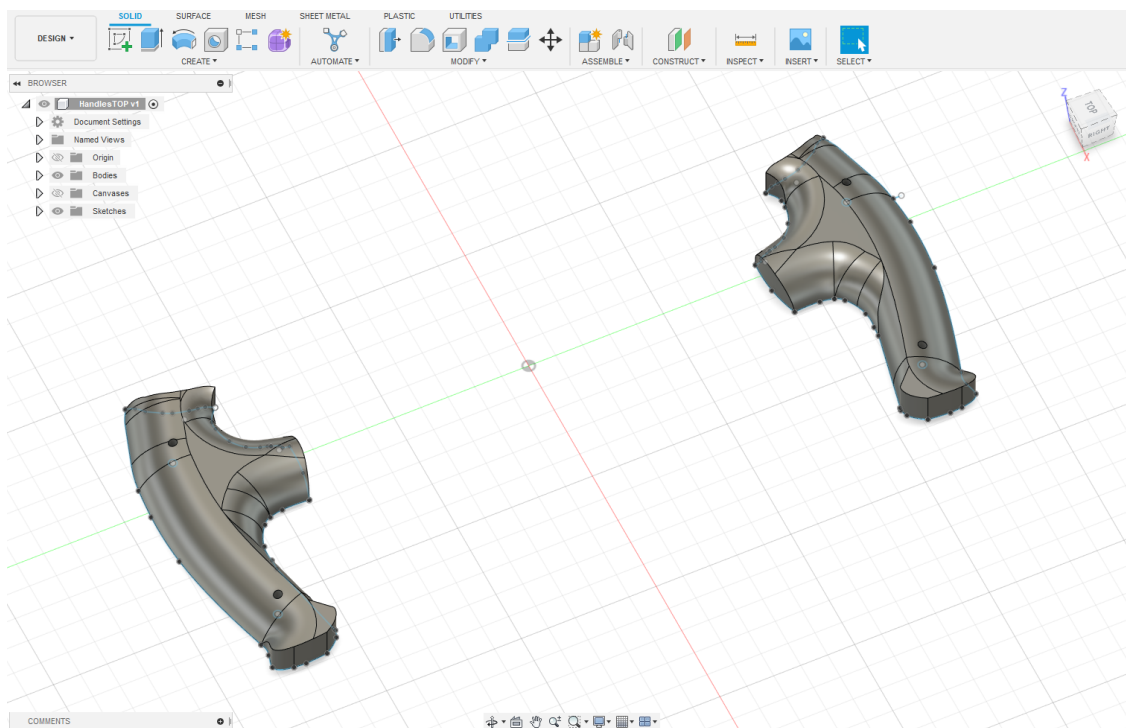 SOLID SURFACE MESH SHEET METAL PLASTIC UTILITIES
DESIGN
CREATE AUTOMATE MODIFY ASSEMBLE CONSTRUCT INSPECT INSERT SELECT
BROWSER
HandlesTOP v1
Document Settings
Named Views
Origin
Bodies
Canvases
Sketches
Z
TOP
RIGHT
X
COMMENTS